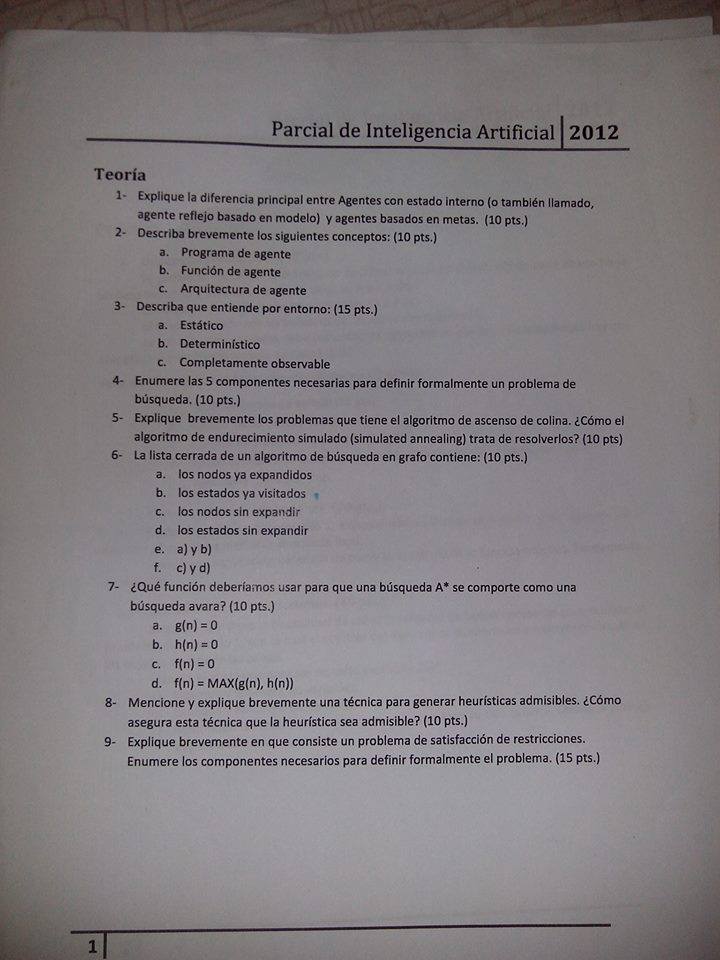 Parcial de Inteligencia Artificial 2012
Teoría
1- Explique la diferencia principal entre Agentes con estado interno (o también llamado,
agente reflejo basado en modelo) y agentes basados en metas. (10 pts.)
2- Describa brevemente los siguientes conceptos: (10 pts.)
a. Programa de agente
b. Función de agente
c. Arquitectura de agente
3- Describa que entiende por entorno: (15 pts.)
a. Estático
b. Determinístico
c. Completamente observable
4- Enumere las 5 componentes necesarias para definir formalmente un problema de
búsqueda. (10 pts.)
5- Explique brevemente los problemas que tiene el algoritmo de ascenso de colina. ¿Cómo el
algoritmo de endurecimiento simulado (simulated annealing) trata de resolverlos? (10 pts)
6- La lista cerrada de un algoritmo de búsqueda en grafo contiene: (10 pts.)
a. los nodos ya expandidos
b. los estados ya visitados
c. los nodos sin expandir
d. los estados sin expandir
e. a) y b)
f. c) y d)
7- ¿Qué función deberíamos usar para que una búsqueda A* se comporte como una
búsqueda avara? (10 pts.)
a. g(n) = 0
b. h(n) = 0
c. f(n) = 0
d. f(n) = MAX(g(n), h(n))
8- Mencione y explique brevemente una técnica para generar heurísticas admisibles. ¿Cómo
asegura esta técnica que la heurística sea admisible? (10 pts.)
9- Explique brevemente en que consiste un problema de satisfacción de restricciones.
Enumere los componentes necesarios para definir formalmente el problema. (15 pts.)
1